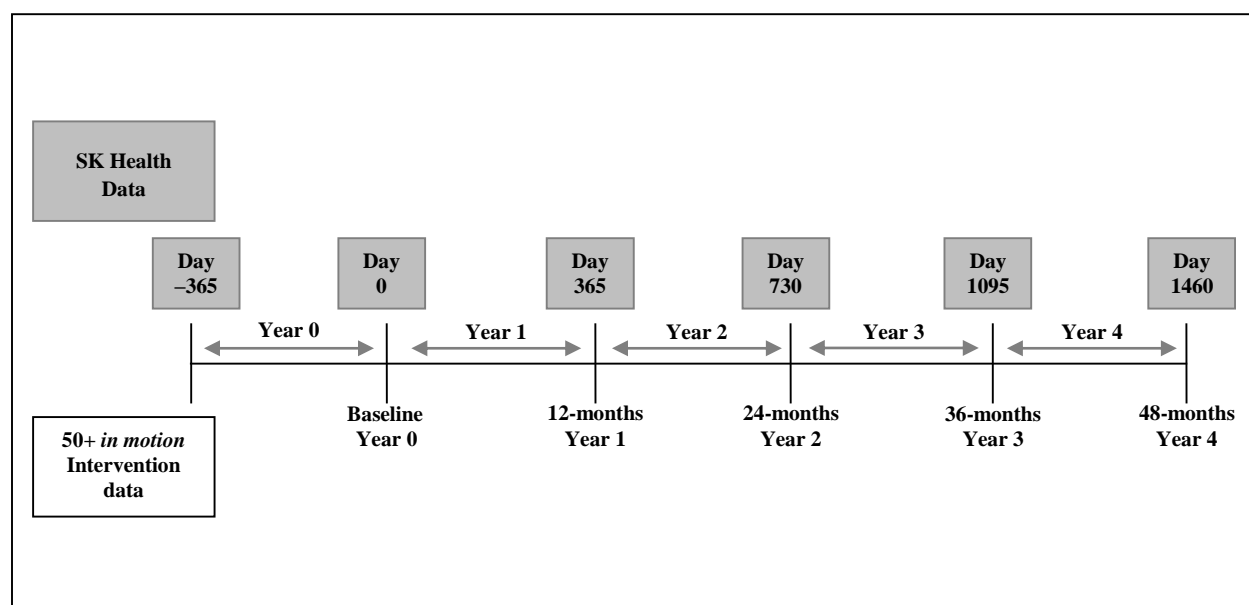 SK Health
Data
Day
–365
Day
0
Day
365
Day
730
Day
1095
Day
1460
Year 0
Year 1
Year 2
Year 3
Year 4
Baseline
Year 0
12-months
Year 1
24-months
Year 2
36-months
Year 3
48-months
Year 4
50+ in motion
Intervention
data